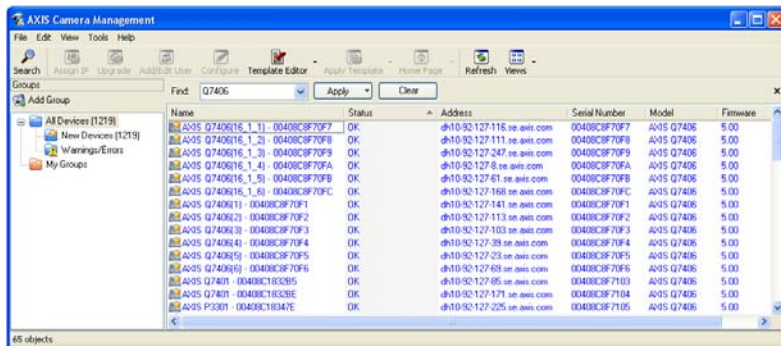 AXIS Camera Management
File Edit View Tools Help
Search Assign IP Upgrade Add/Edit User Configure Template Editor Apply Template Home Page Refresh Views
Groups
Add Group
Find: Q7406 Apply Clear
All Devices (1219)
New Devices (1219)
Warnings/Errors
My Groups
Name Status Address Serial Number Model Firmware
AXIS Q7406(16_1_1) - 00408C8F70F7 OK dh10-92-127-116.se.axis.com 00408C8F70F7 AXIS Q7406 5.00
AXIS Q7406(16_1_2) - 00408C8F70F8 OK dh10-92-127-111.se.axis.com 00408C8F70F8 AXIS Q7406 5.00
AXIS Q7406(16_1_3) - 00408C8F70F9 OK dh10-92-127-247.se.axis.com 00408C8F70F9 AXIS Q7406 5.00
AXIS Q7406(16_1_4) - 00408C8F70FA OK dh10-92-127-8.se.axis.com 00408C8F70FA AXIS Q7406 5.00
AXIS Q7406(16_1_5) - 00408C8F70FB OK dh10-92-127-61.se.axis.com 00408C8F70FB AXIS Q7406 5.00
AXIS Q7406(16_1_6) - 00408C8F70FC OK dh10-92-127-168.se.axis.com 00408C8F70FC AXIS Q7406 5.00
AXIS Q7406(1) - 00408C8F70F1 OK dh10-92-127-141.se.axis.com 00408C8F70F1 AXIS Q7406 5.00
AXIS Q7406(2) - 00408C8F70F2 OK dh10-92-127-113.se.axis.com 00408C8F70F2 AXIS Q7406 5.00
AXIS Q7406(3) - 00408C8F70F3 OK dh10-92-127-103.se.axis.com 00408C8F70F3 AXIS Q7406 5.00
AXIS Q7406(4) - 00408C8F70F4 OK dh10-92-127-39.se.axis.com 00408C8F70F4 AXIS Q7406 5.00
AXIS Q7406(5) - 00408C8F70F5 OK dh10-92-127-23.se.axis.com 00408C8F70F5 AXIS Q7406 5.00
AXIS Q7406(6) - 00408C8F70F6 OK dh10-92-127-69.se.axis.com 00408C8F70F6 AXIS Q7406 5.00
AXIS Q7401 - 00408C1832B5 OK dh10-92-127-85.se.axis.com 00408C8F7103 AXIS Q7406 5.00
AXIS Q7401 - 00408C1832BE OK dh10-92-127-171.se.axis.com 00408C8F7104 AXIS Q7406 5.00
AXIS P3301 - 00408C18347E OK dh10-92-127-225.se.axis.com 00408C8F7105 AXIS Q7406 5.00
65 objects